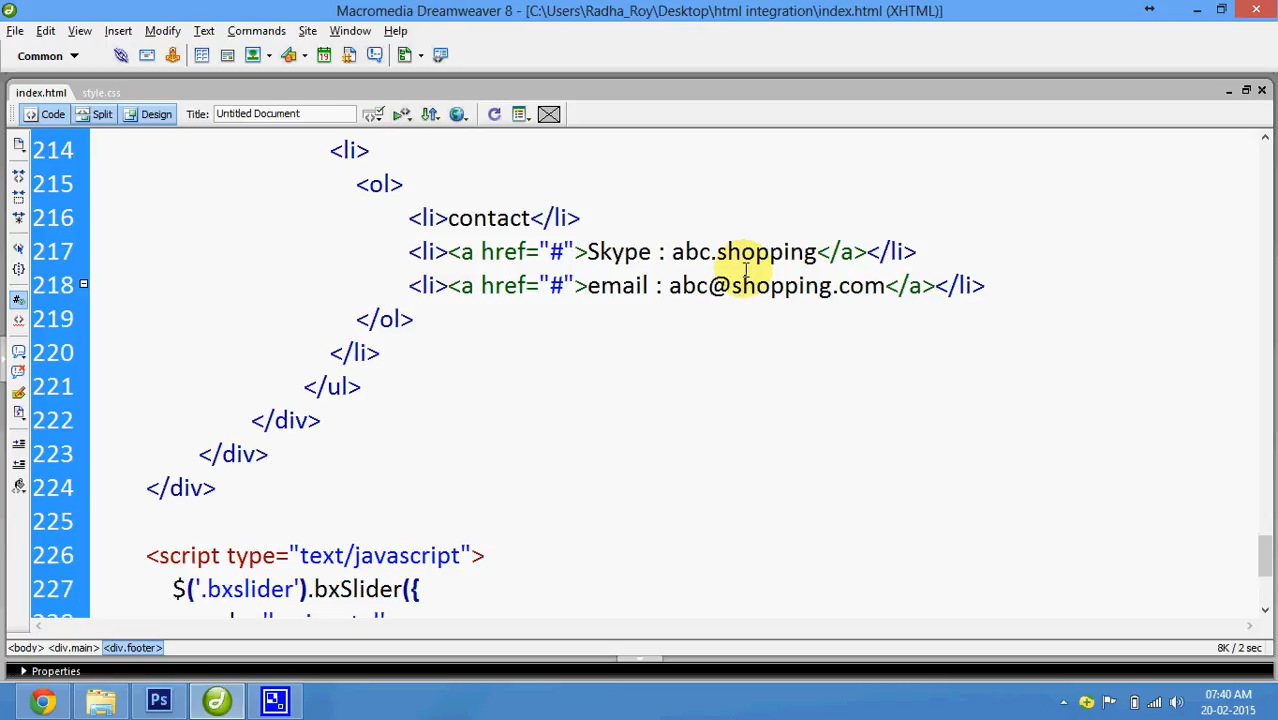 Macromedia Dreamweaver 8 - [C:\Users\Radha_Roy\Desktop\html integration\index.html (XHTML)]
File Edit View Insert Modify Text Commands Site Window Help
Common
index.html style.css
Code Split Design Title: Untitled Document
214 <li>
215 <ol>
216 <li>contact</li>
217 <li><a href="#">Skype : abc.shopping</a></li>
218 <li><a href="#">email : abc@shopping.com</a></li>
219 </ol>
220 </li>
221 </ul>
222 </div>
223 </div>
224 </div>
225
226 <script type="text/javascript">
227 $('.bxslider').bxSlider({
<body> <div.main> <div.footer> 8K / 2 sec
Properties
Ps
07:40 AM
20-02-2015